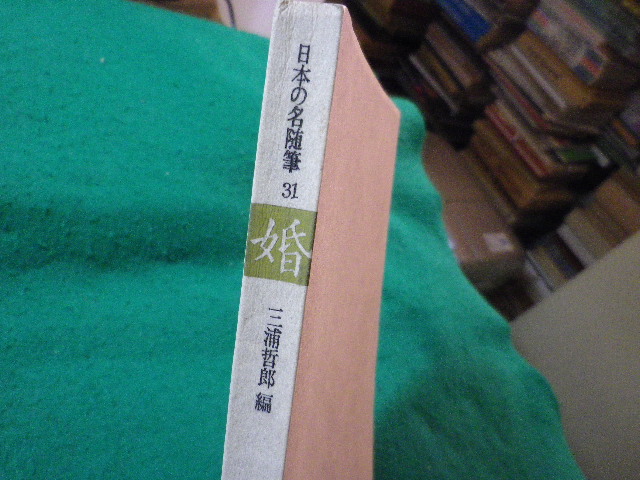 日本の名随筆 31
婚
三浦哲郎 編